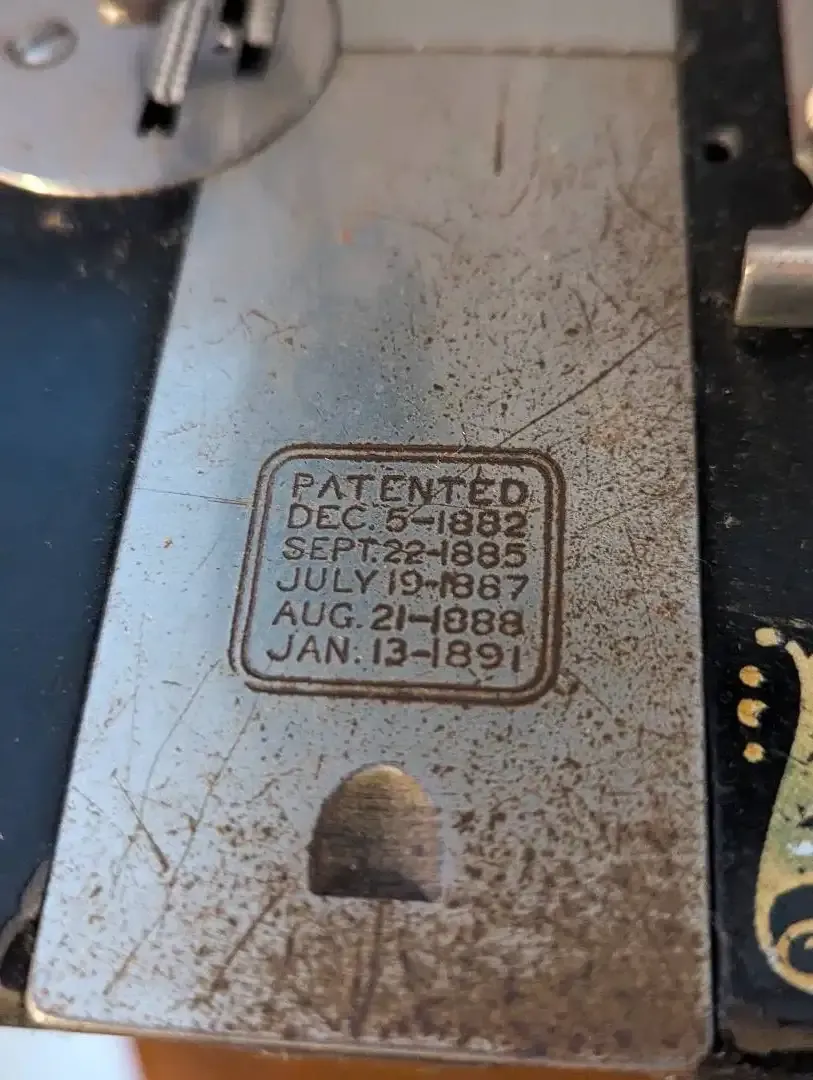 PATENTED
DEC. 5-1882
SEPT. 22-1885
JULY 19-1887
AUG. 21-1888
JAN. 13-1891